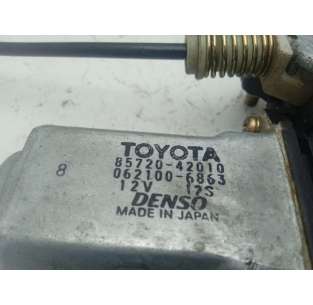 TOYOTA
85720-42010
062100-6863
8
12V 12S
DENSO
MADE IN JAPAN